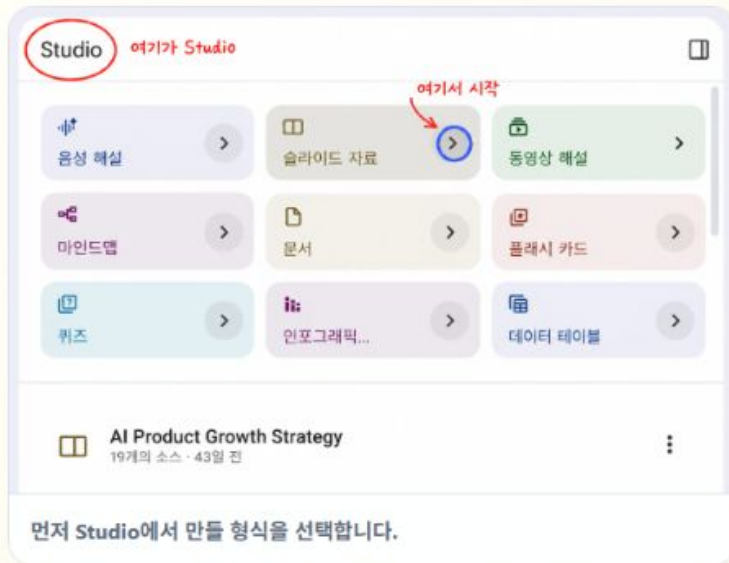 Studio
여기가 Studio
여기서 시작
음성 해설
슬라이드 자료
동영상 해설
마인드맵
문서
플래시 카드
퀴즈
인포그래픽...
데이터 테이블
AI Product Growth Strategy
19개의 소스 · 43일 전
먼저 Studio에서 만들 형식을 선택합니다.